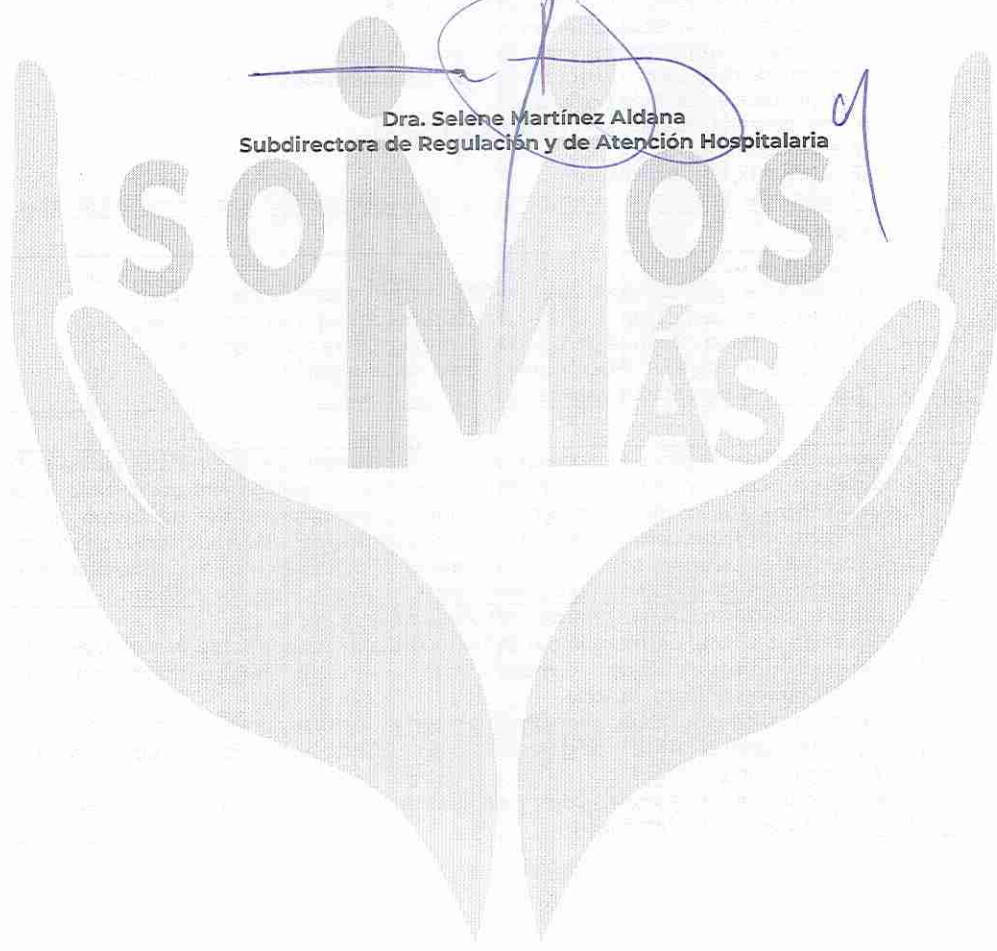 Dra. Selene Martínez Aldana
Subdirectora de Regulación y de Atención Hospitalaria
SOMOS
MÁS